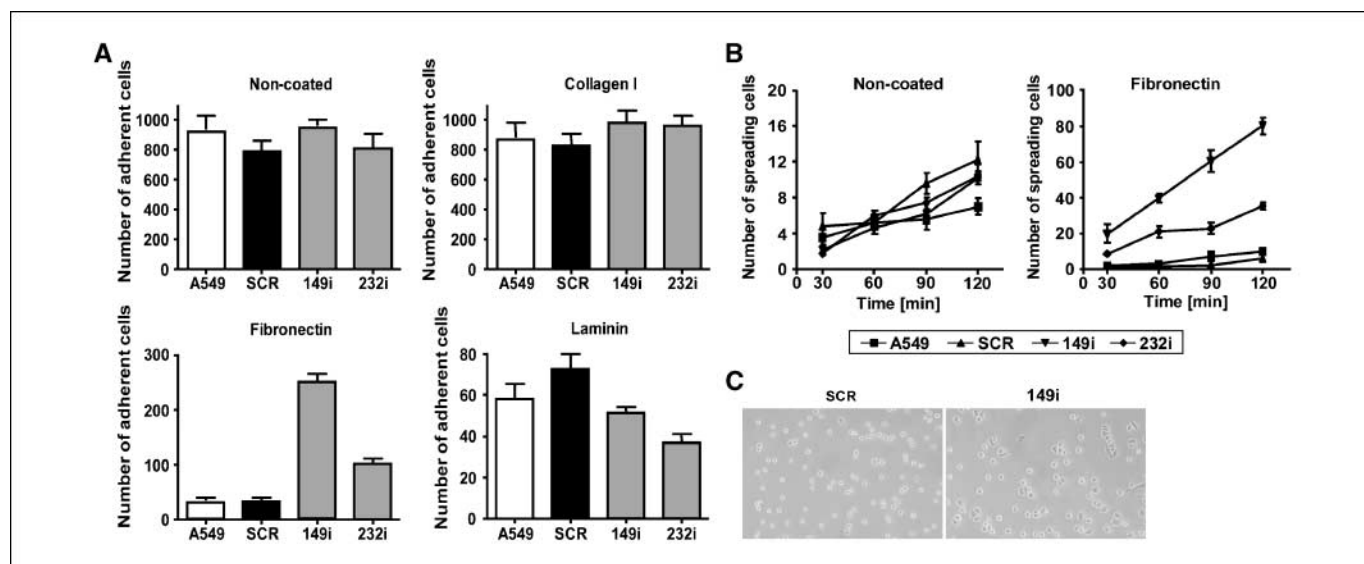 A
Non-coated
Number of adherent cells
1000
800
600
400
200
0
A549 SCR 149i 232i
Collagen I
Number of adherent cells
1000
800
600
400
200
0
A549 SCR 149i 232i
Fibronectin
Number of adherent cells
300
200
100
0
A549 SCR 149i 232i
Laminin
Number of adherent cells
80
60
40
20
0
A549 SCR 149i 232i
B
Non-coated
Number of spreading cells
20
16
12
8
4
0
0 30 60 90 120
Time [min]
Fibronectin
Number of spreading cells
100
80
60
40
20
0
0 30 60 90 120
Time [min]
A549 SCR 149i 232i
C
SCR
149i